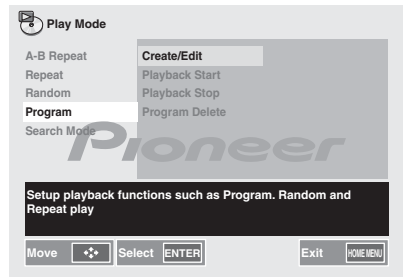 Play Mode
A-B Repeat
Create/Edit
Repeat
Playback Start
Random
Playback Stop
Program
Program Delete
Search Mode
Pioneer
Setup playback functions such as Program. Random and
Repeat play
Move Select ENTER Exit HOME MENU